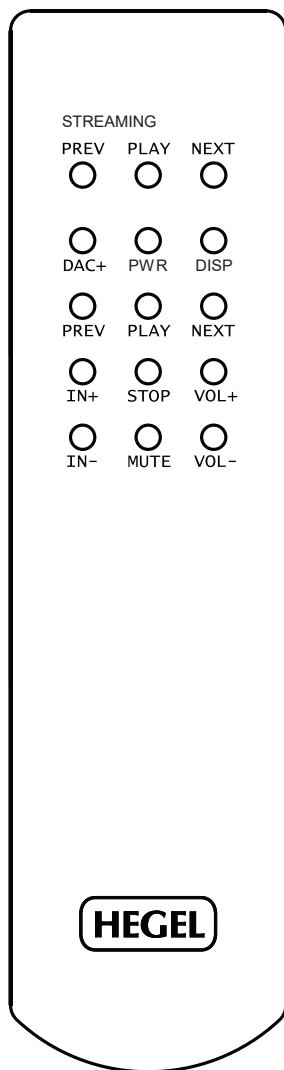 STREAMING
PREV PLAY NEXT
DAC+ PWR DISP
PREV PLAY NEXT
IN+ STOP VOL+
IN- MUTE VOL-
HEGEL